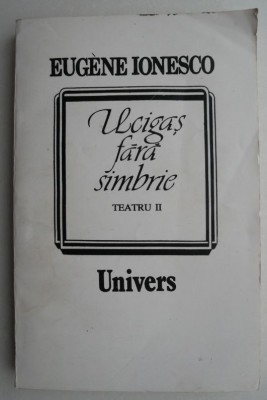 EUGÈNE IONESCO
Ucigaș
fără
simbrie
TEATRU II
Univers